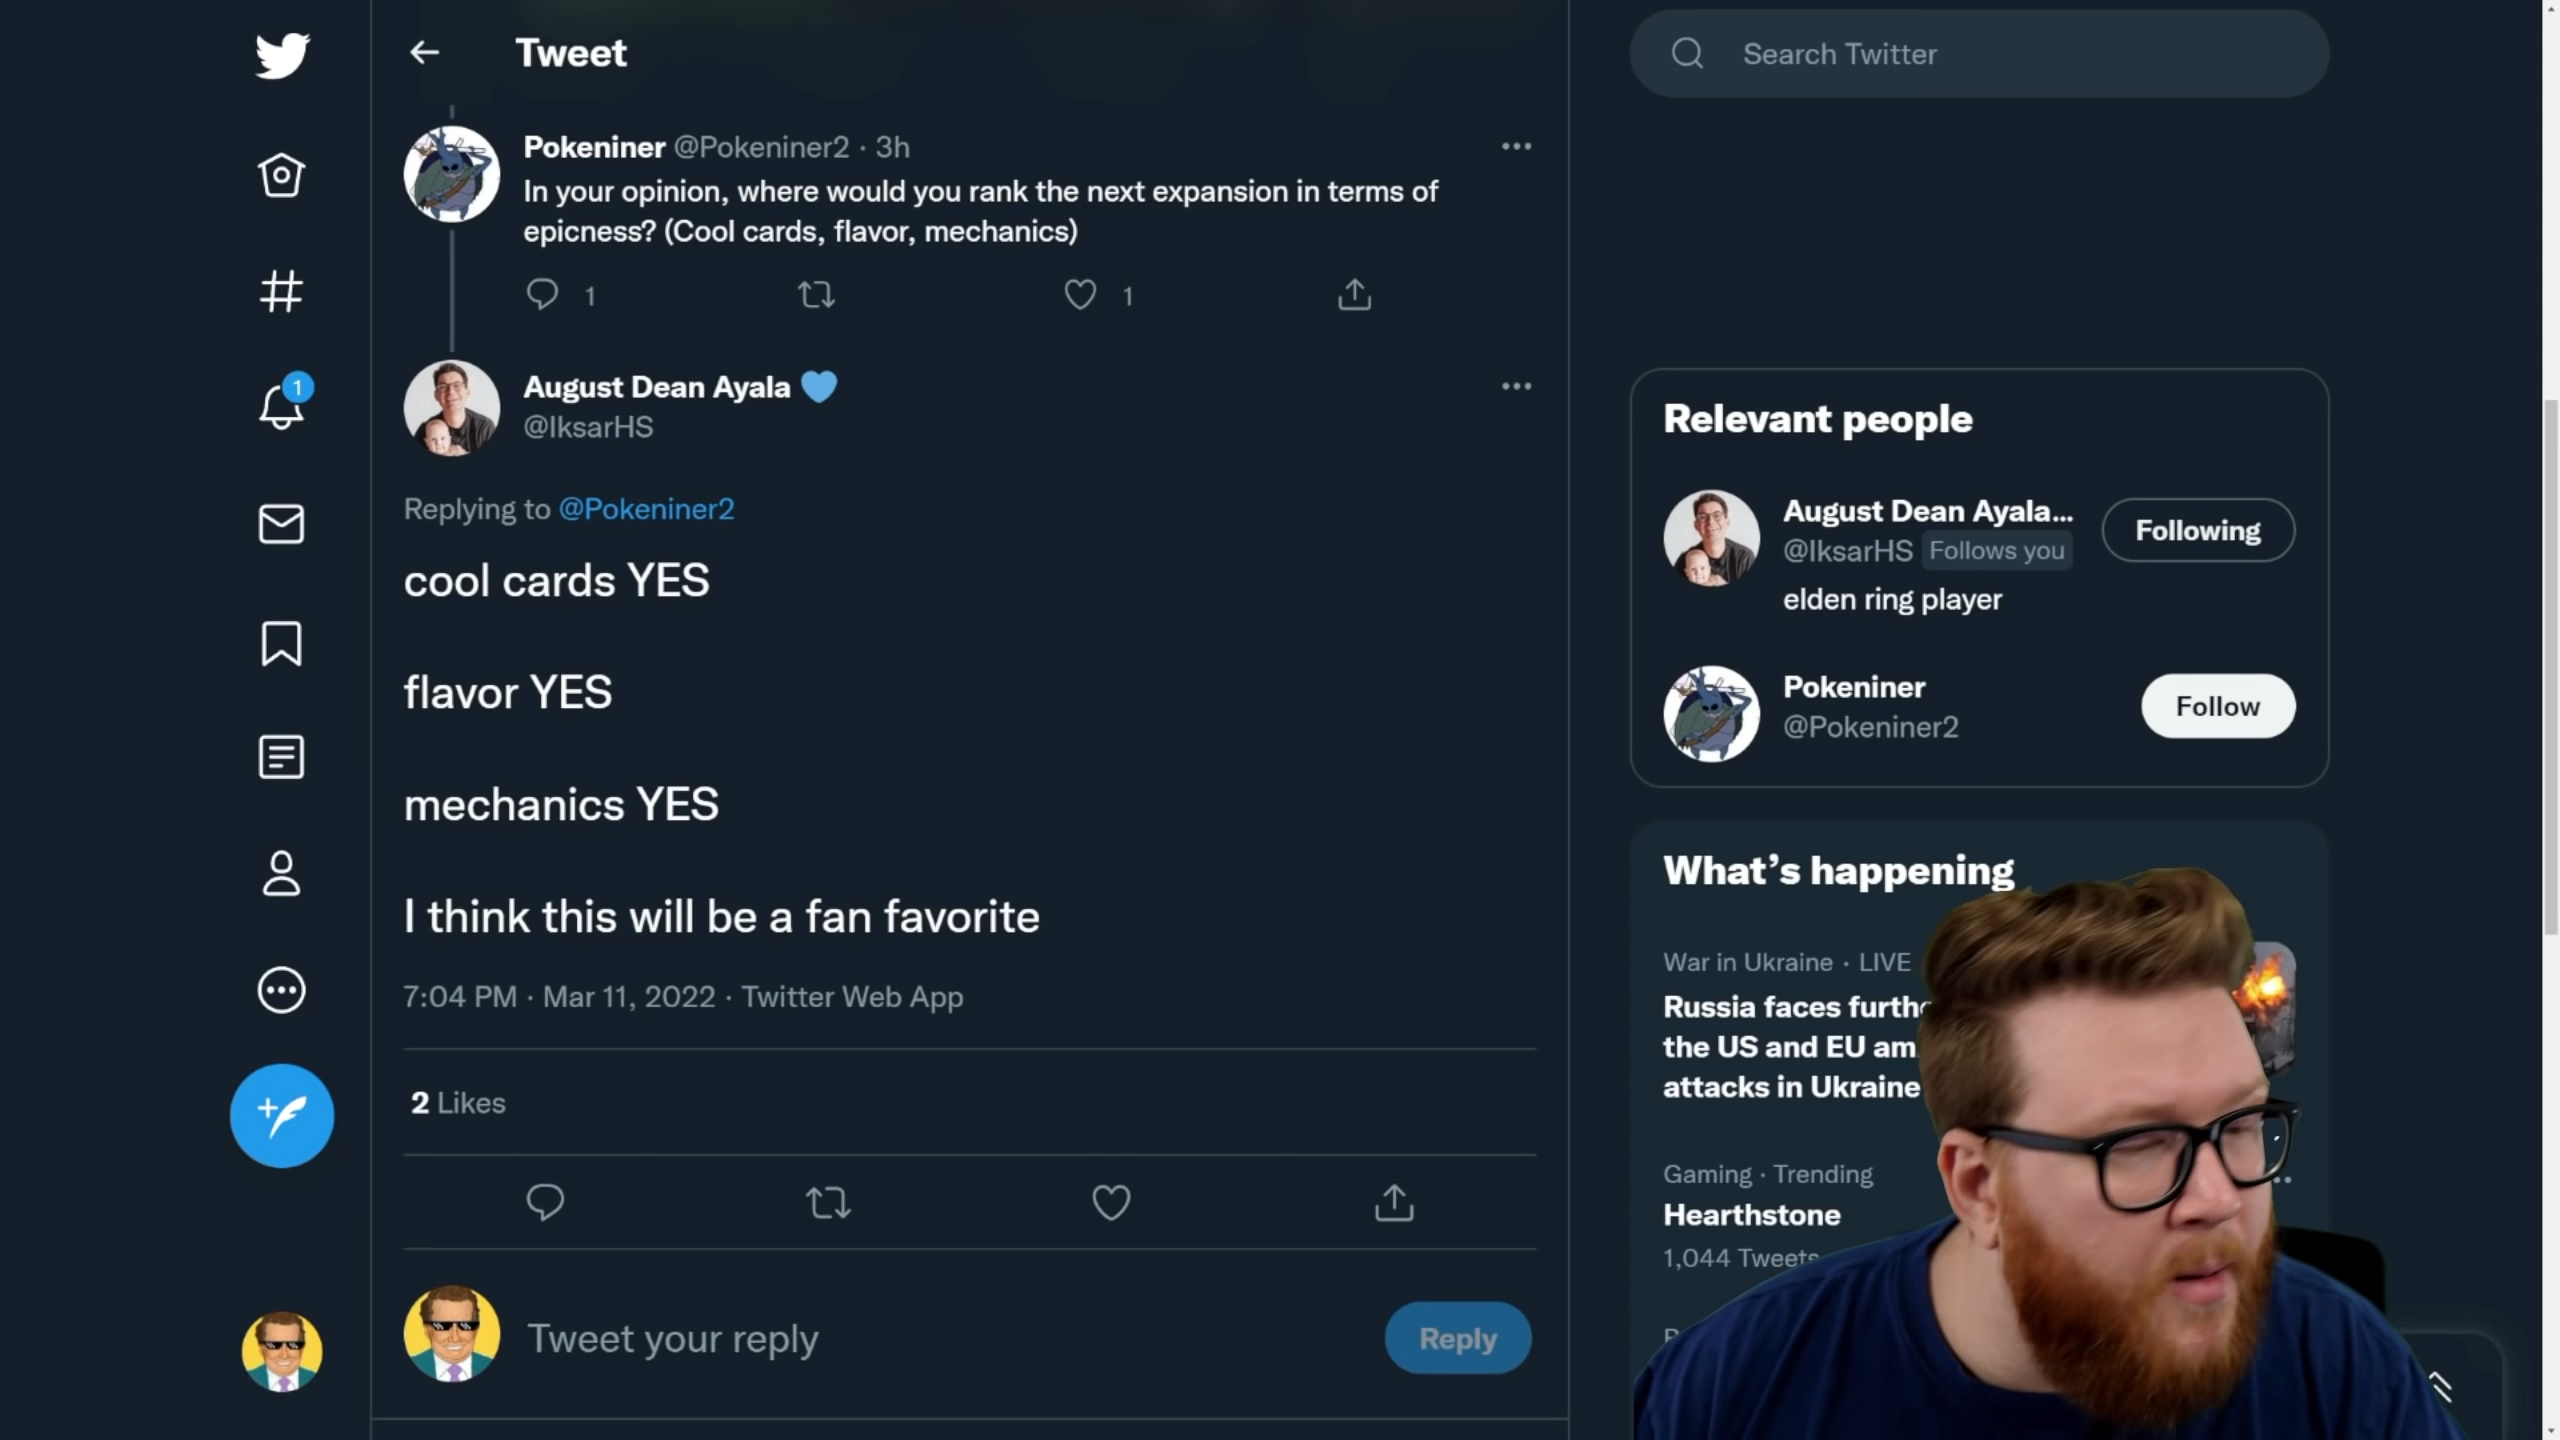 Tweet
Search Twitter
Pokeniner @Pokeniner2 · 3h
In your opinion, where would you rank the next expansion in terms of
epicness? (Cool cards, flavor, mechanics)
1
1
1
August Dean Ayala
@IksarHS
Replying to @Pokeniner2
cool cards YES
flavor YES
mechanics YES
I think this will be a fan favorite
7:04 PM · Mar 11, 2022 · Twitter Web App
2 Likes
Tweet your reply
Reply
Relevant people
August Dean Ayala...
Following
@IksarHS Follows you
elden ring player
Pokeniner
@Pokeniner2
Follow
What's happening
War in Ukraine · LIVE
Russia faces
the US and EU
attacks in Ukraine
Gaming · Trending
Hearthstone
1,044 Tweets